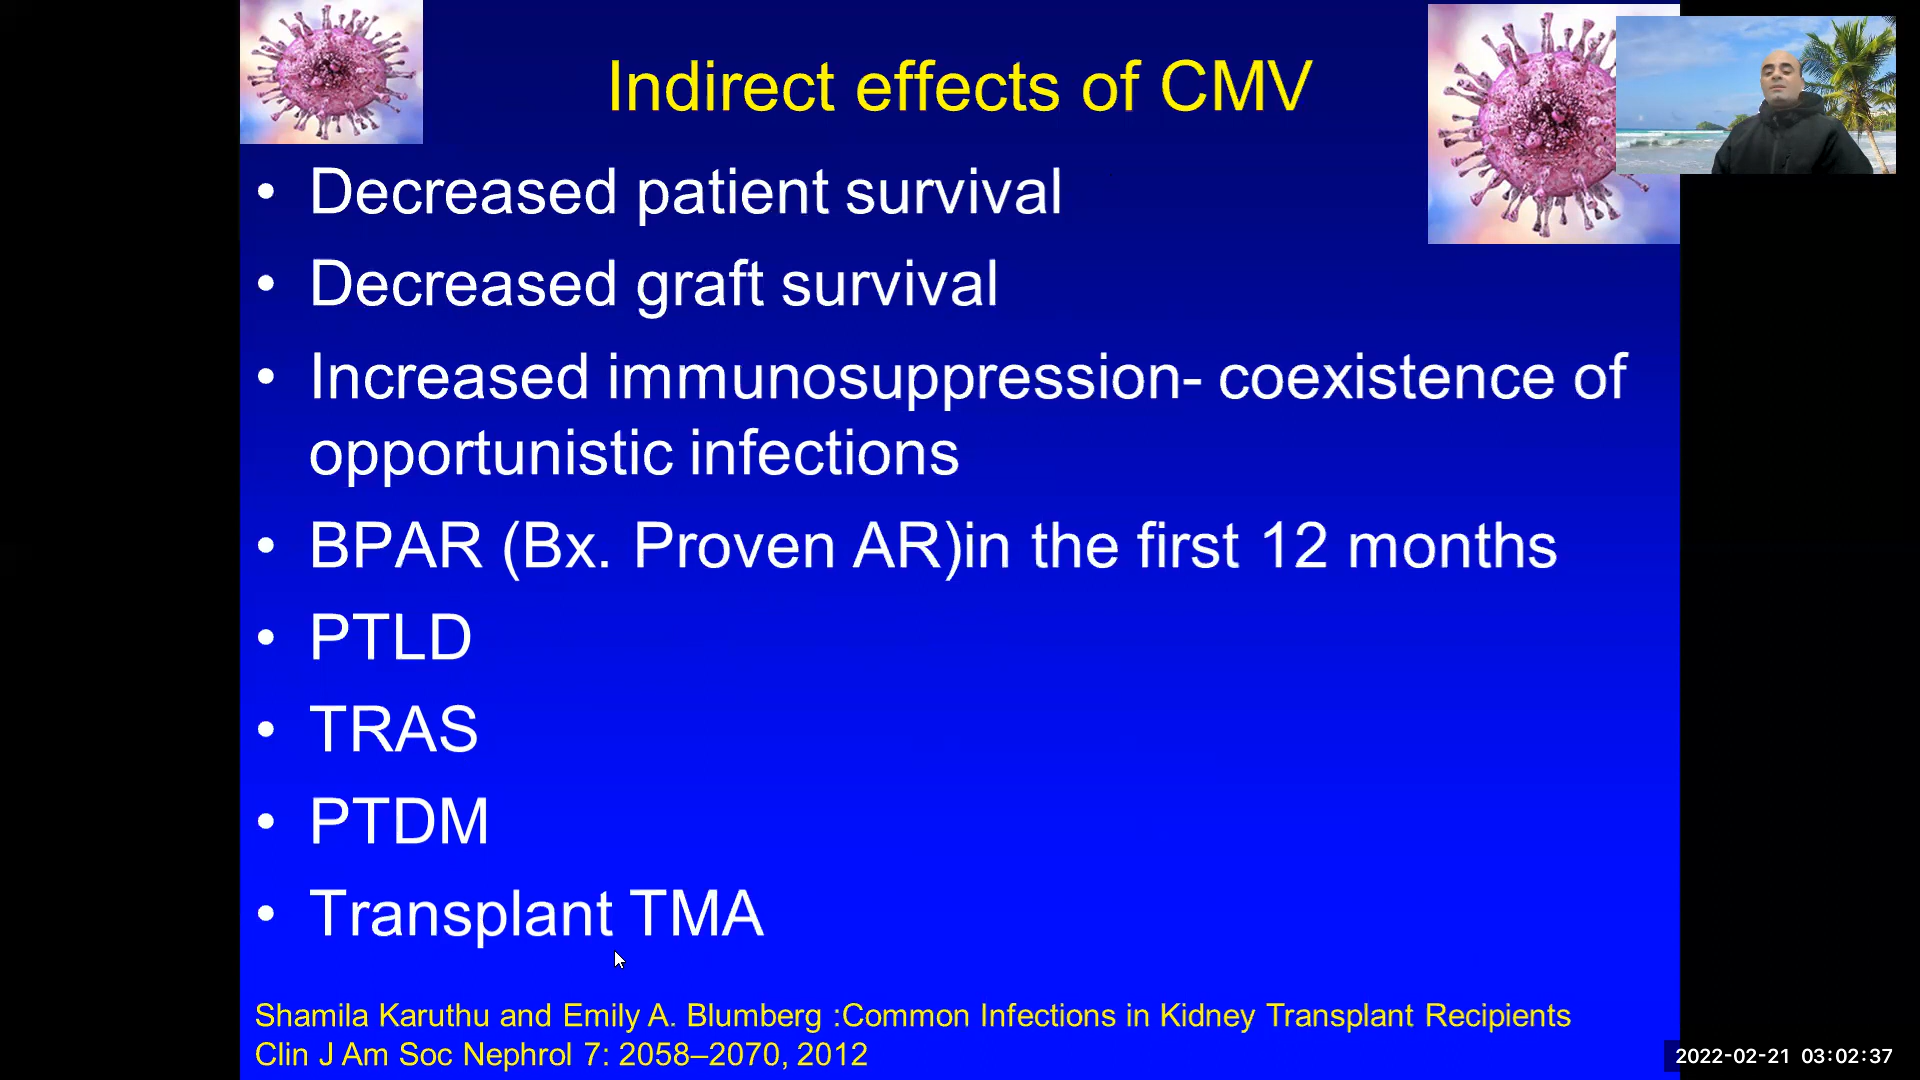 Indirect effects of CMV
• Decreased patient survival
• Decreased graft survival
• Increased immunosuppression- coexistence of
opportunistic infections
• BPAR (Bx. Proven AR)in the first 12 months
• PTLD
• TRAS
• PTDM
• Transplant TMA
Shamila Karuthu and Emily A. Blumberg :Common Infections in Kidney Transplant Recipients
Clin J Am Soc Nephrol 7: 2058–2070, 2012
2022-02-21 03:02:37